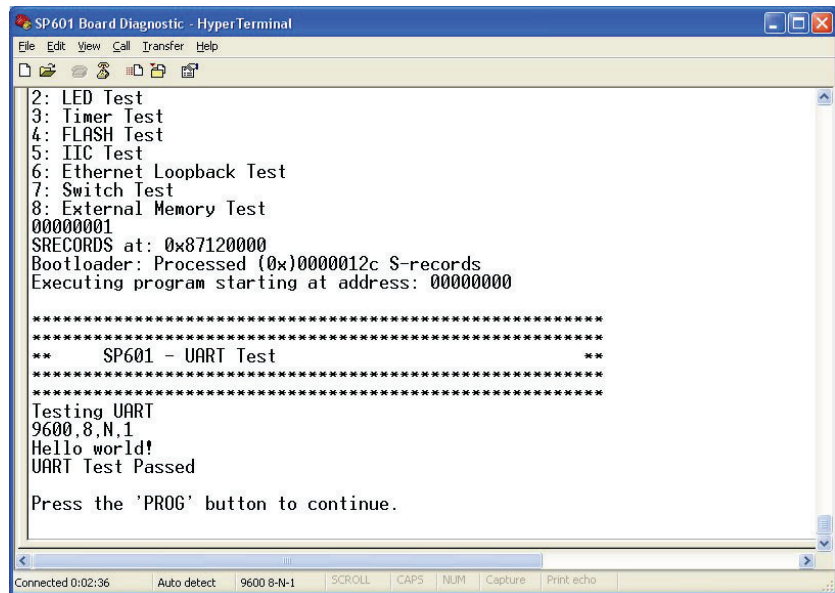 SP601 Board Diagnostic - HyperTerminal
File Edit View Call Transfer Help
2: LED Test
3: Timer Test
4: FLASH Test
5: IIC Test
6: Ethernet Loopback Test
7: Switch Test
8: External Memory Test
00000001
SRECORDS at: 0x87120000
Bootloader: Processed (0x)0000012c S-records
Executing program starting at address: 00000000
********************************************************
********************************************************
** SP601 - UART Test **
********************************************************
********************************************************
Testing UART
9600,8,N,1
Hello world!
UART Test Passed
Press the 'PROG' button to continue.
Connected 0:02:36 Auto detect 9600 8-N-1 SCROLL CAPS NUM Capture Print echo